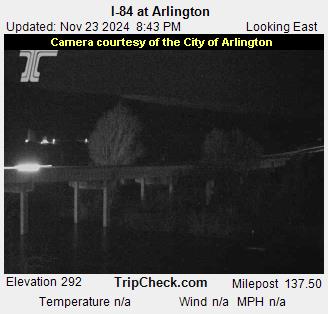 I-84 at Arlington
Updated: Nov 23 2024 8:43 PM Looking East
Camera courtesy of the City of Arlington
Elevation 292 TripCheck.com Milepost 137.50
Temperature n/a Wind n/a MPH n/a